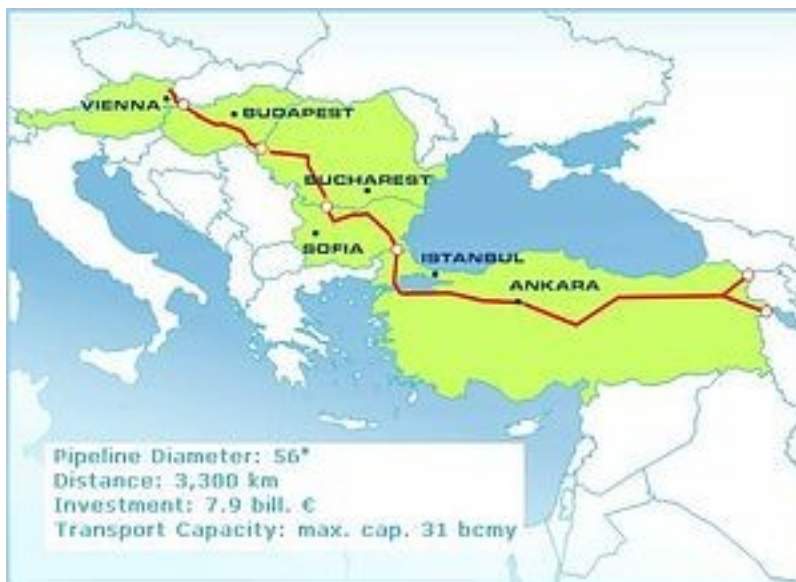 VIENNA
BUDAPEST
BUCHAREST
SOFIA
ISTANBUL
ANKARA
Pipeline Diameter: 56"
Distance: 3,300 km
Investment: 7.9 bill. €
Transport Capacity: max. cap. 31 bcmy